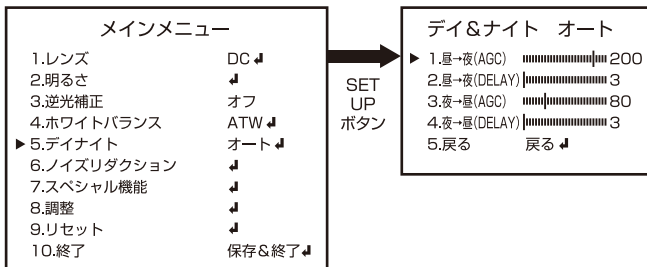 メインメニュー
1.レンズ DC
2.明るさ
3.逆光補正 オフ
4.ホワイトバランス ATW
5.デイナイト オート
6.ノイズリダクション
7.スペシャル機能
8.調整
9.リセット
10.終了 保存&終了
SET
UP
ボタン
デイ&ナイト オート
1.昼→夜(AGC) 200
2.昼→夜(DELAY) 3
3.夜→昼(AGC) 80
4.夜→昼(DELAY) 3
5.戻る 戻る